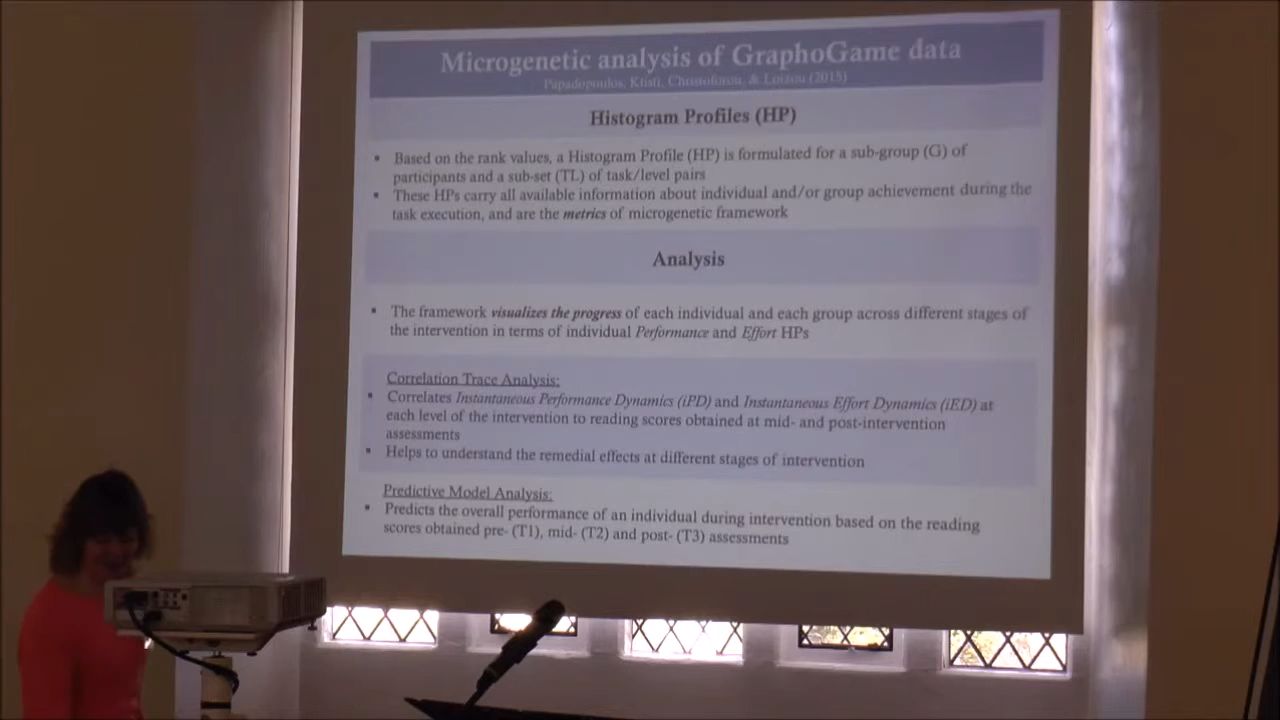 Microgenetic analysis of GraphoGame data
Papadopoulos, Ktisti, Christoforou, & Loizou (2015)
Histogram Profiles (HP)
▪ Based on the rank values, a Histogram Profile (HP) is formulated for a sub-group (G) of
participants and a sub-set (TL) of task/level pairs
▪ These HPs carry all available information about individual and/or group achievement during the
task execution, and are the metrics of microgenetic framework
Analysis
▪ The framework visualizes the progress of each individual and each group across different stages of
the intervention in terms of individual Performance and Effort HPs
Correlation Trace Analysis:
▪ Correlates Instantaneous Performance Dynamics (iPD) and Instantaneous Effort Dynamics (iED) at
each level of the intervention to reading scores obtained at mid- and post-intervention
assessments
▪ Helps to understand the remedial effects at different stages of intervention
Predictive Model Analysis:
▪ Predicts the overall performance of an individual during intervention based on the reading
scores obtained pre- (T1), mid- (T2) and post- (T3) assessments